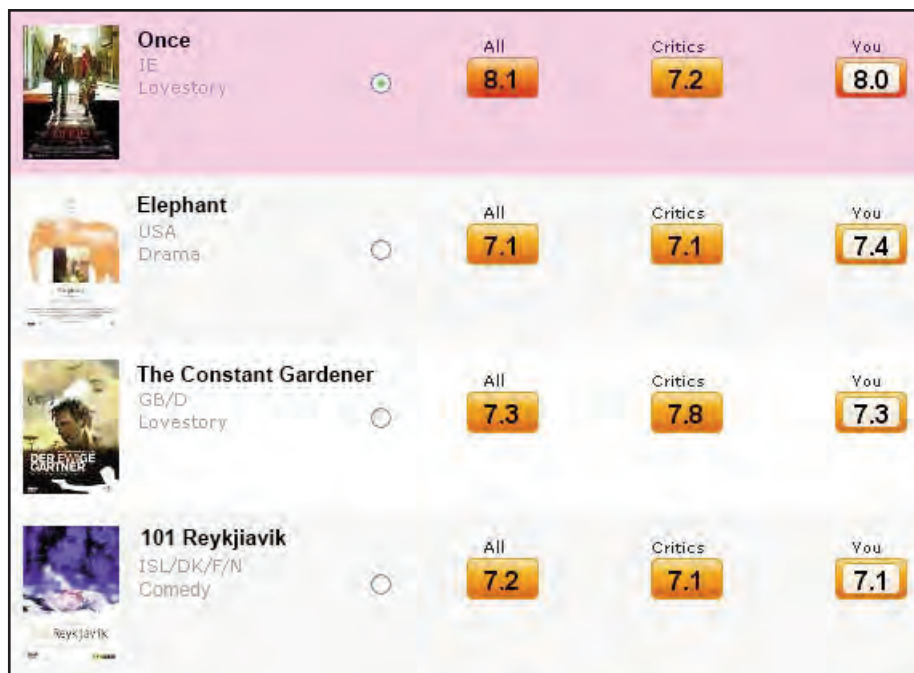 Once
IE
Lovestory
All
8.1
Critics
7.2
You
8.0
Elephant
USA
Drama
All
7.1
Critics
7.1
You
7.4
The Constant Gardener
GB/D
Lovestory
DER EWIGE
GÄRTNER
All
7.3
Critics
7.8
You
7.3
101 Reykjiavik
ISL/DK/F/N
Comedy
Reykjavik
All
7.2
Critics
7.1
You
7.1